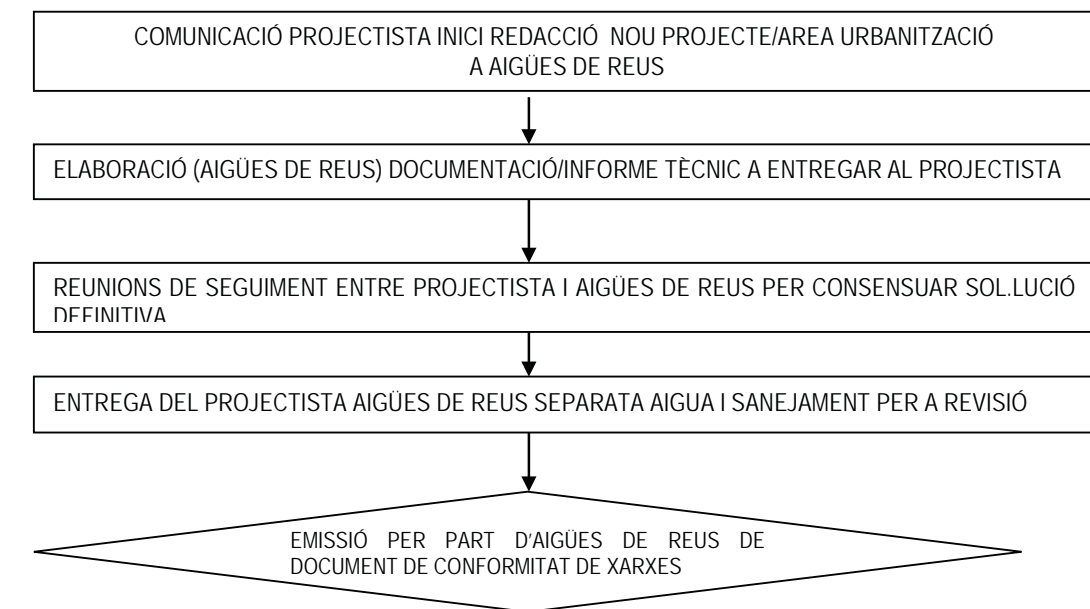 COMUNICACIÓ PROJECTISTA INICI REDACCIÓ NOU PROJECTE/AREA URBANITZACIÓ
A AIGÜES DE REUS
ELABORACIÓ (AIGÜES DE REUS) DOCUMENTACIÓ/INFORME TÈCNIC A ENTREGAR AL PROJECTISTA
REUNIONS DE SEGUIMENT ENTRE PROJECTISTA I AIGÜES DE REUS PER CONSENSUAR SOL.LUCIÓ
DEFINITIVA
ENTREGA DEL PROJECTISTA AIGÜES DE REUS SEPARATA AIGUA I SANEJAMENT PER A REVISIÓ
EMISSIÓ PER PART D'AIGÜES DE REUS DE
DOCUMENT DE CONFORMITAT DE XARXES